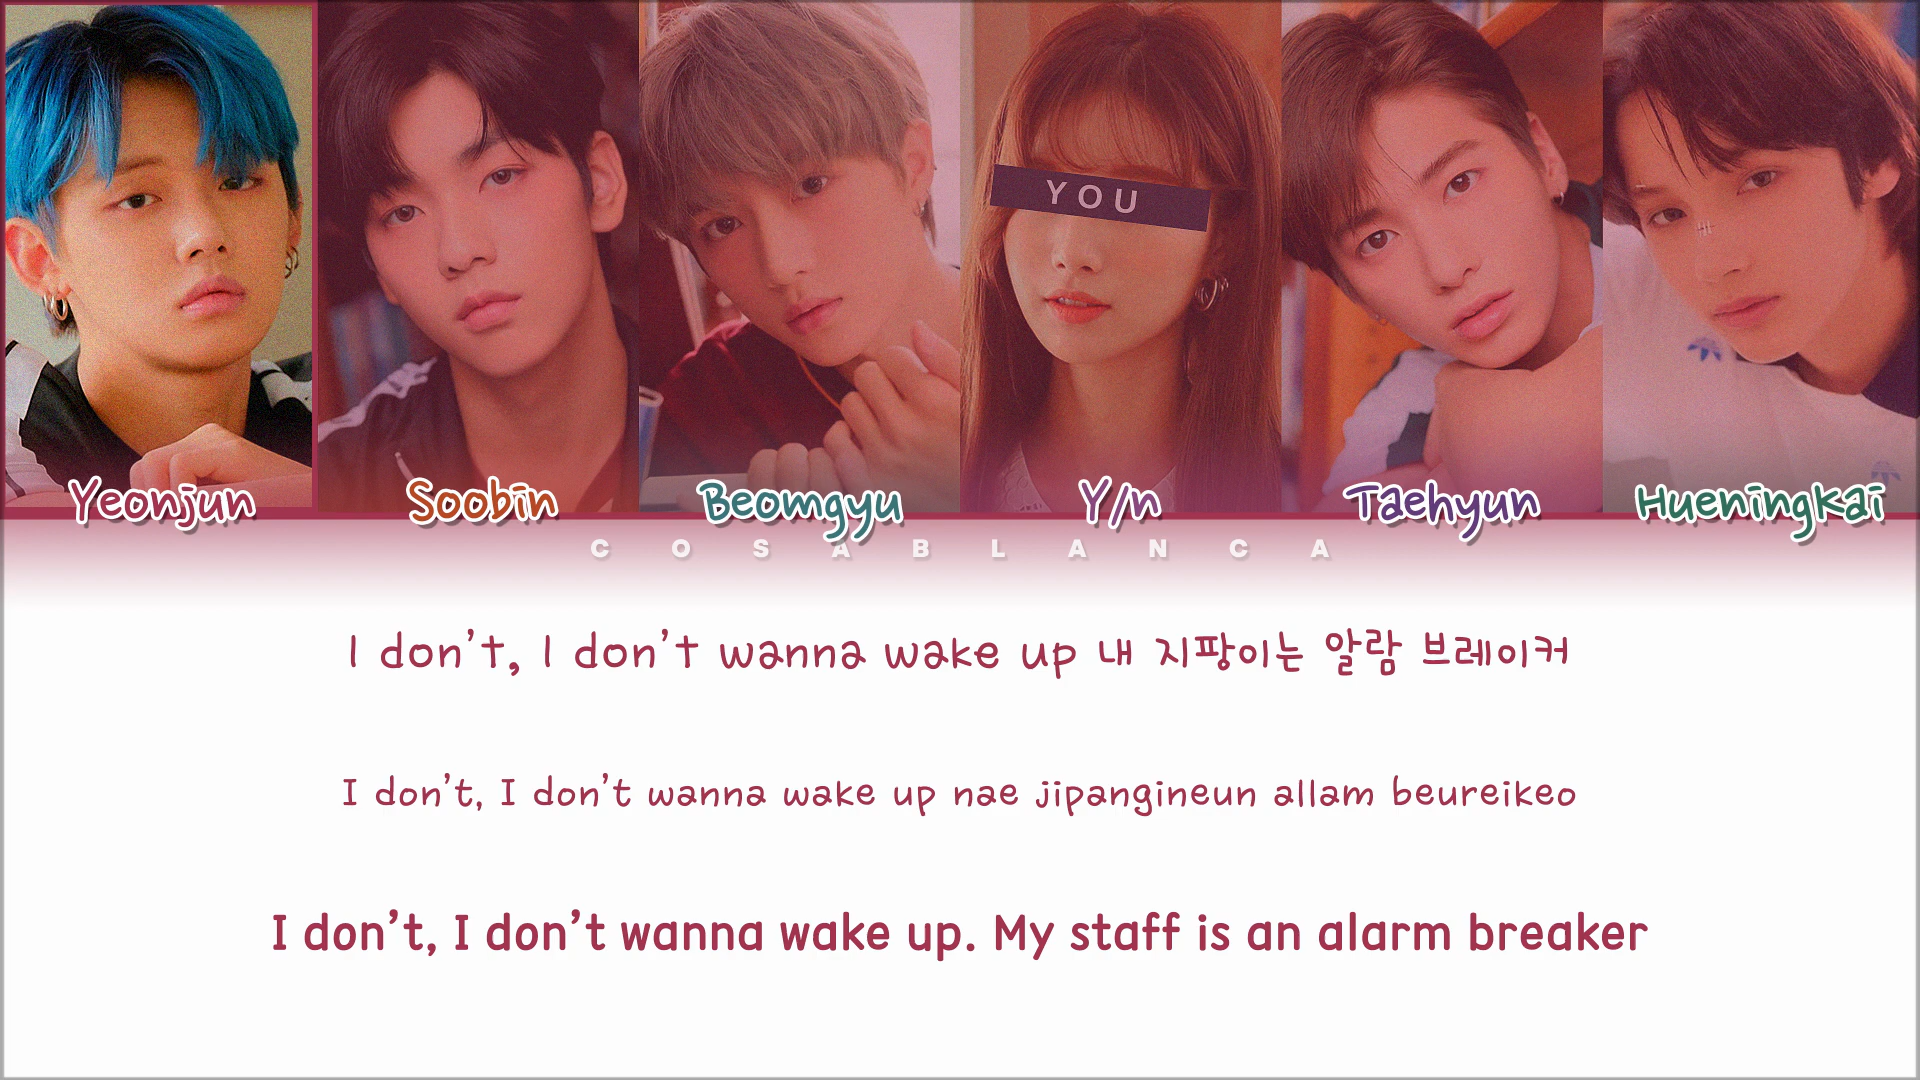 YOU
Yeonjun Soobin Beomgyu Y/n Taehyun Hueningkai
COSABLANCA
I don't, I don't wanna wake up 내 지팡이는 알람 브레이커
I don't, I don't wanna wake up nae jipangineun allam beureikeo
I don't, I don't wanna wake up. My staff is an alarm breaker